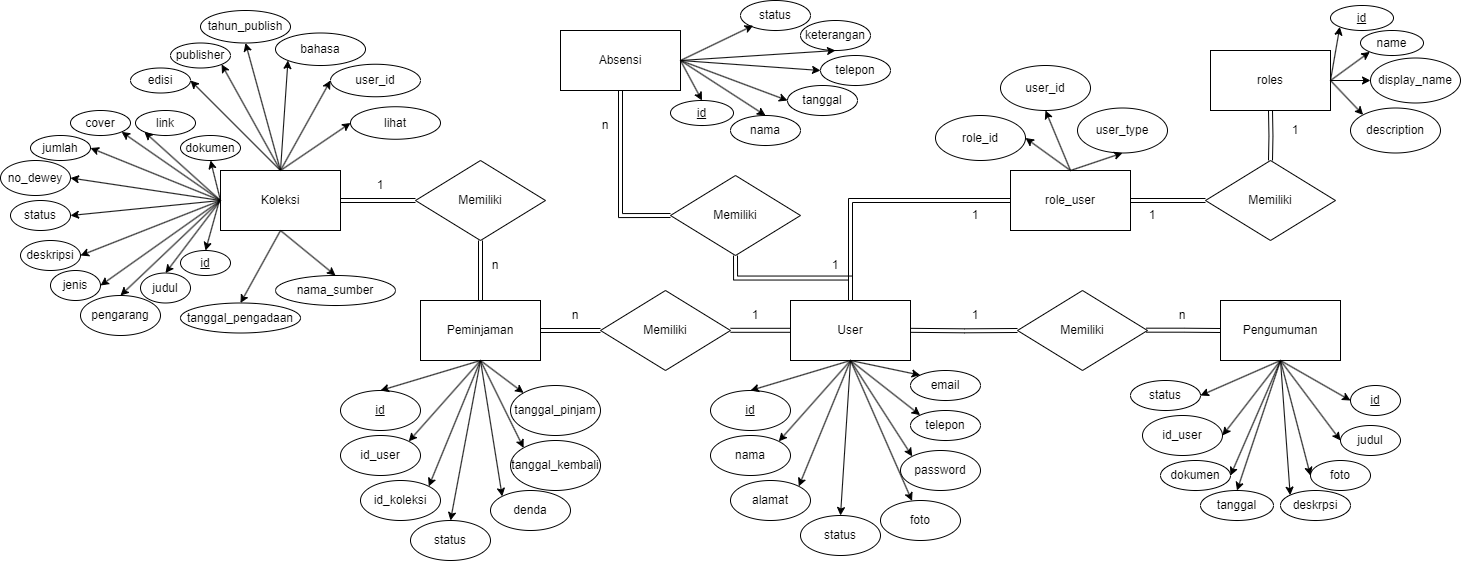 tahun_publish
bahasa
publisher
edisi
user_id
lihat
cover
link
dokumen
jumlah
no_dewey
status
deskripsi
jenis
pengarang
judul
id
tanggal_pengadaan
nama_sumber
Koleksi
1
Memiliki
n
Absensi
status
keterangan
telepon
tanggal
nama
id
n
Memiliki
1
role_id
user_id
user_type
role_user
1
1
Memiliki
1
roles
id
name
display_name
description
Peminjaman
n
Memiliki
1
User
1
Memiliki
n
Pengumuman
id
id_user
id_koleksi
status
denda
tanggal_kembali
tanggal_pinjam
id
nama
alamat
status
foto
password
telepon
email
status
id_user
dokumen
tanggal
deskrpsi
foto
judul
id